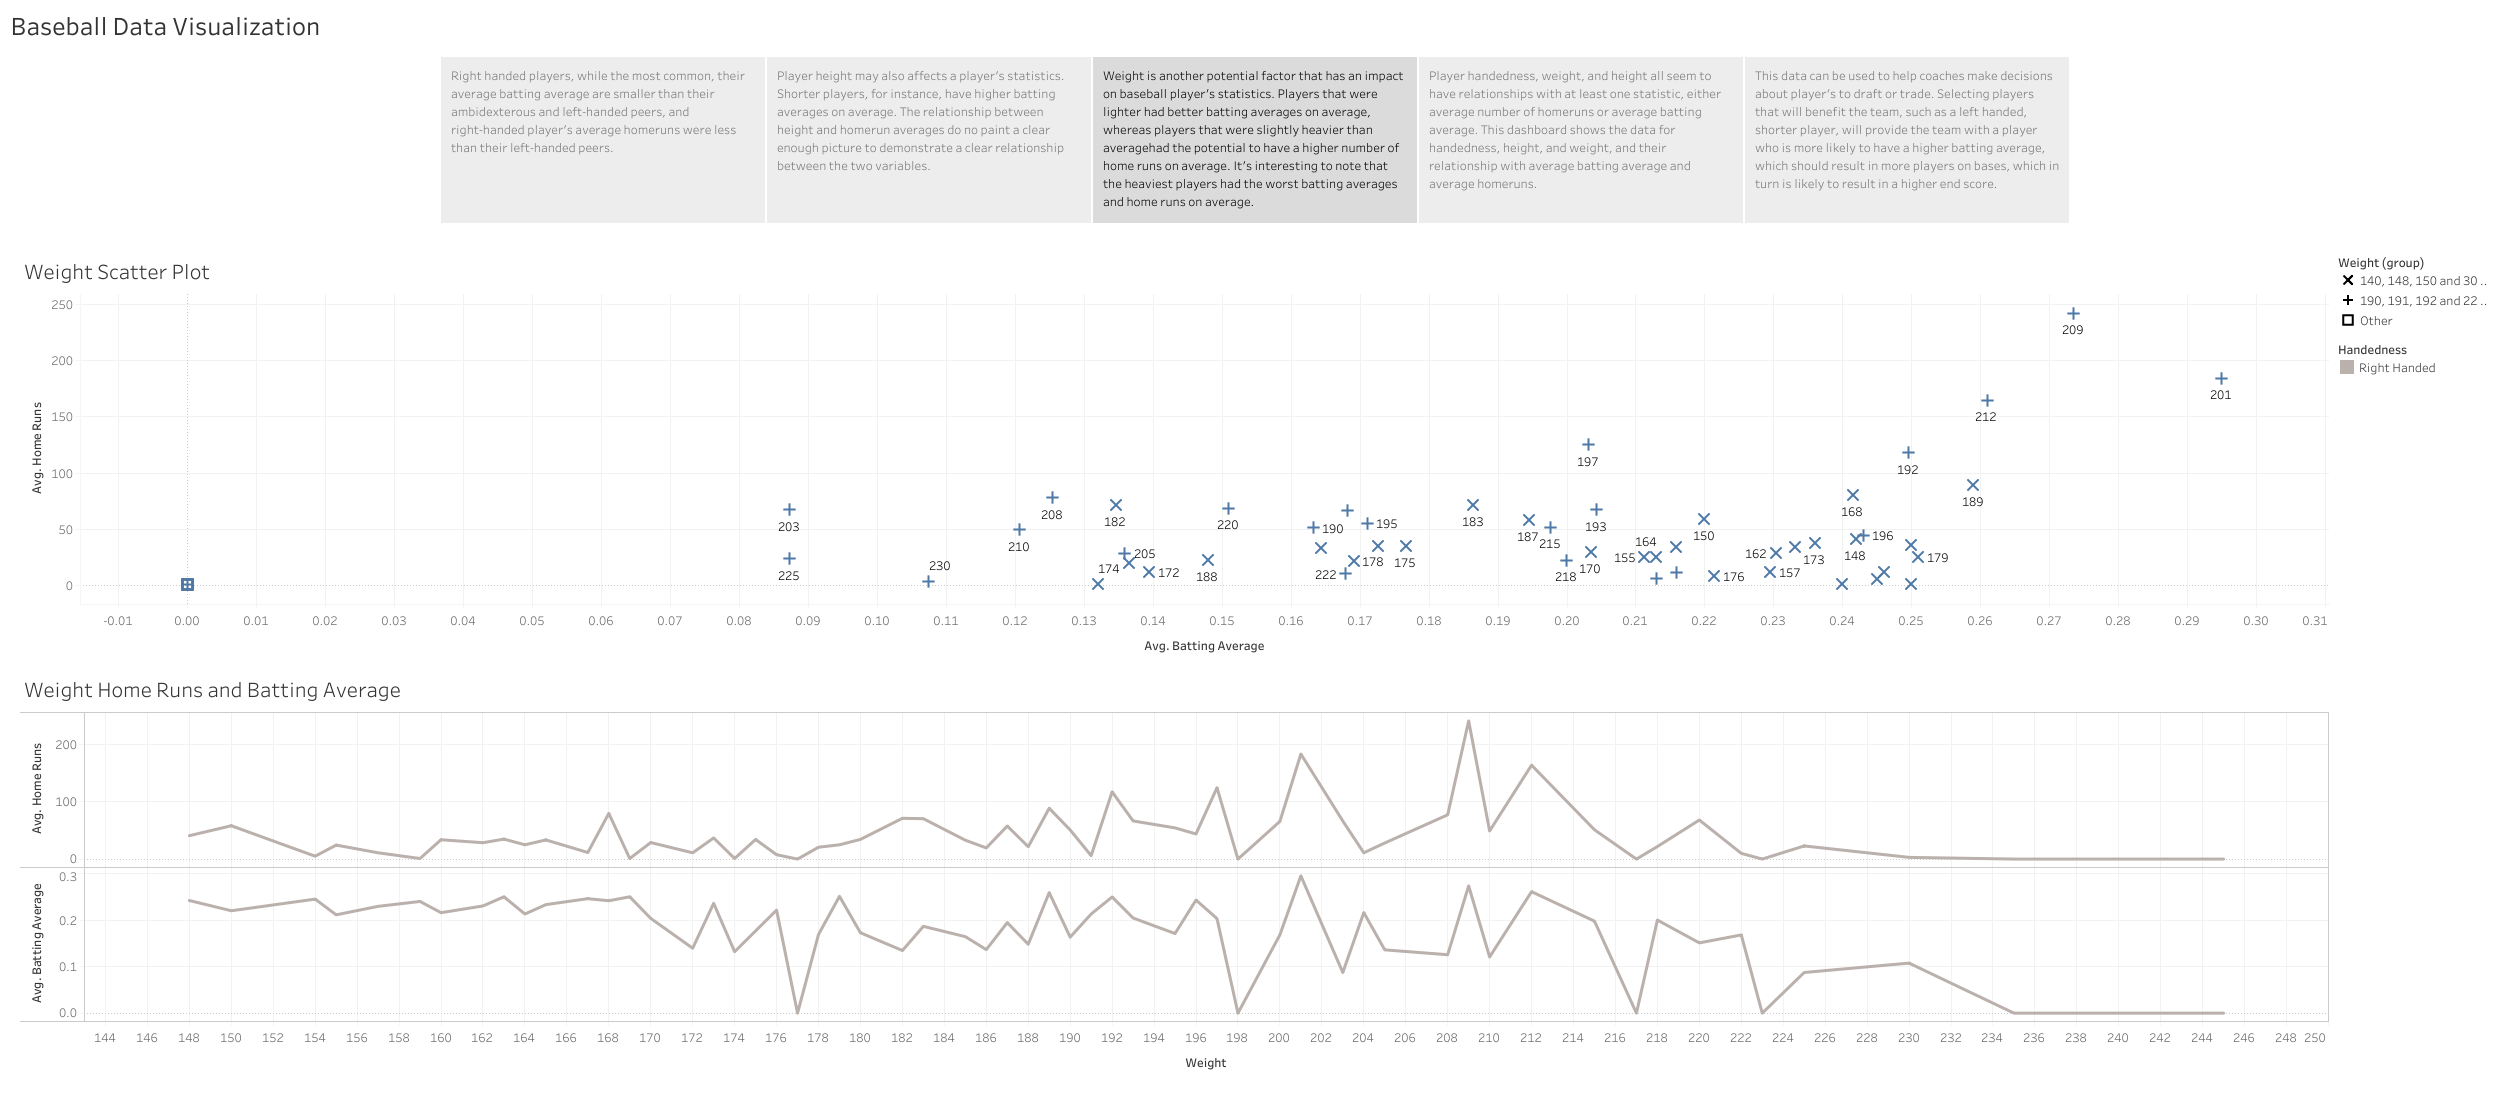 Baseball Data Visualization
Right handed players, while the most common, their
average batting average are smaller than their
ambidexterous and left-handed peers, and
right-handed player's average homeruns were less
than their left-handed peers.
Player height may also affects a player's statistics.
Shorter players, for instance, have higher batting
averages on average. The relationship between
height and homerun averages do no paint a clear
enough picture to demonstrate a clear relationship
between the two variables.
Weight is another potential factor that has an impact
on baseball player's statistics. Players that were
lighter had better batting averages on average,
whereas players that were slightly heavier than
averagehad the potential to have a higher number of
home runs on average. It's interesting to note that
the heaviest players had the worst batting averages
and home runs on average.
Player handedness, weight, and height all seem to
have relationships with at least one statistic, either
average number of homeruns or average batting
average. This dashboard shows the data for
handedness, height, and weight, and their
relationship with average batting average and
average homeruns.
This data can be used to help coaches make decisions
about player's to draft or trade. Selecting players
that will benefit the team, such as a left handed,
shorter player, will provide the team with a player
who is more likely to have a higher batting average,
which should result in more players on bases, which in
turn is likely to result in a higher end score.
Weight Scatter Plot
Weight (group)
140, 148, 150 and 30 ..
190, 191, 192 and 22 ..
Other
Handedness
Right Handed
Avg. Home Runs
250
200
150
100
50
0
209
201
212
197
192
189
203
208
182
220
190
195
183
187
215
193
150
168
196
210
205
174
172
188
222
178
175
218
170
155
164
176
162
157
173
148
179
225
230
-0.01 0.00 0.01 0.02 0.03 0.04 0.05 0.06 0.07 0.08 0.09 0.10 0.11 0.12 0.13 0.14 0.15 0.16 0.17 0.18 0.19 0.20 0.21 0.22 0.23 0.24 0.25 0.26 0.27 0.28 0.29 0.30 0.31
Avg. Batting Average
Weight Home Runs and Batting Average
Avg. Home Runs
200
100
0
Avg. Batting Average
0.3
0.2
0.1
0.0
144 146 148 150 152 154 156 158 160 162 164 166 168 170 172 174 176 178 180 182 184 186 188 190 192 194 196 198 200 202 204 206 208 210 212 214 216 218 220 222 224 226 228 230 232 234 236 238 240 242 244 246 248 250
Weight